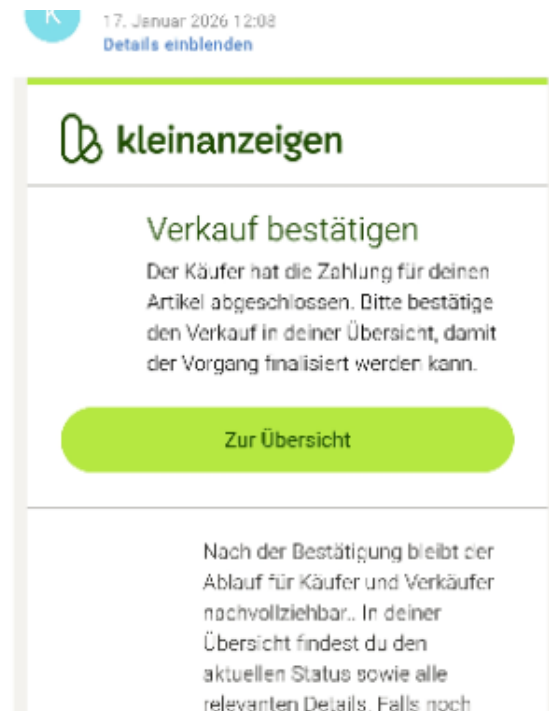 K
17. Januar 2026 12:08
Details einblenden
kleinanzeigen
Verkauf bestätigen
Der Käufer hat die Zahlung für deinen
Artikel abgeschlossen. Bitte bestätige
den Verkauf in deiner Übersicht, damit
der Vorgang finalisiert werden kann.
Zur Übersicht
Nach der Bestätigung bleibt der
Ablauf für Käufer und Verkäufer
nachvollziehbar.. In deiner
Übersicht findest du den
aktuellen Status sowie alle
relevanten Details. Falls noch